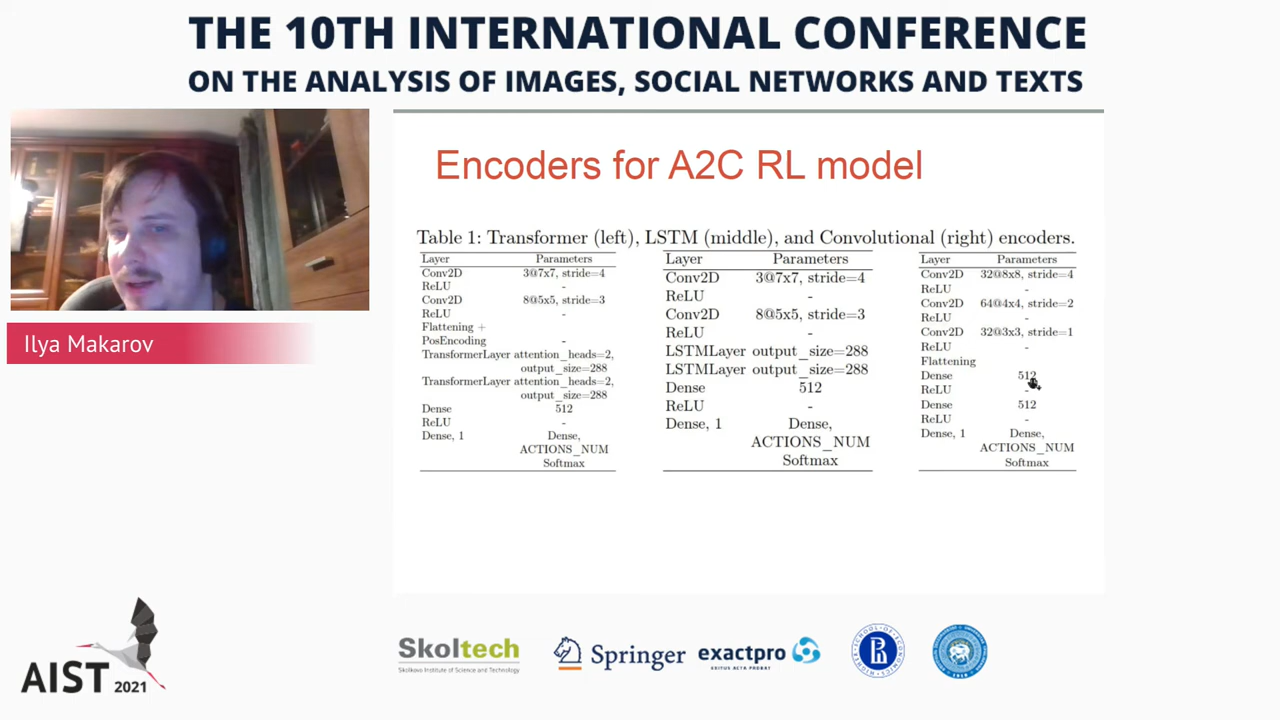 THE 10TH INTERNATIONAL CONFERENCE
ON THE ANALYSIS OF IMAGES, SOCIAL NETWORKS AND TEXTS
Ilya Makarov
Encoders for A2C RL model
Table 1: Transformer (left), LSTM (middle), and Convolutional (right) encoders.
Layer Parameters
Conv2D 3@7x7, stride=4
ReLU -
Conv2D 8@5x5, stride=3
ReLU -
Flattening +
PosEncoding -
TransformerLayer attention_heads=2,
output_size=288
TransformerLayer attention_heads=2,
output_size=288
Dense 512
ReLU -
Dense, 1 Dense,
ACTIONS_NUM
Softmax
Layer Parameters
Conv2D 3@7x7, stride=4
ReLU -
Conv2D 8@5x5, stride=3
ReLU -
LSTMLayer output_size=288
LSTMLayer output_size=288
Dense 512
ReLU -
Dense, 1 Dense,
ACTIONS_NUM
Softmax
Layer Parameters
Conv2D 32@8x8, stride=4
ReLU -
Conv2D 64@4x4, stride=2
ReLU -
Conv2D 32@3x3, stride=1
ReLU -
Flattening
Dense 512
ReLU -
Dense 512
ReLU -
Dense, 1 Dense,
ACTIONS_NUM
Softmax
AIST 2021
Skoltech
Skolkovo Institute of Science and Technology
Springer
exactpro
EXITUS ACTA PROBAT